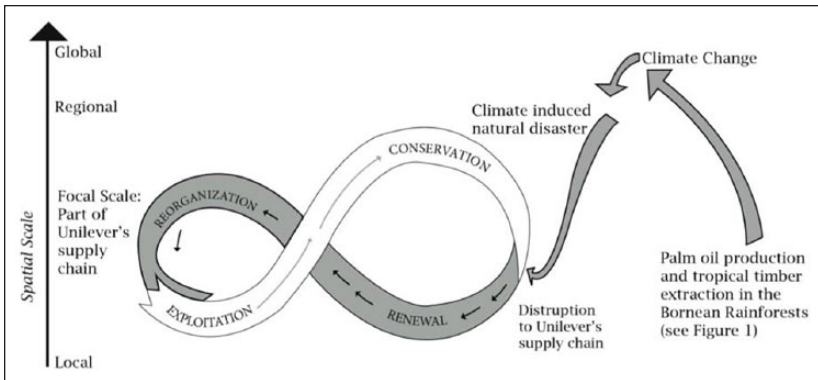 Global
Regional
Focal Scale:
Part of
Unilever's
supply
chain
Spatial Scale
Local
REORGANIZATION
EXPLOITATION
CONSERVATION
RENEWAL
Climate Change
Climate induced
natural disaster
Distruption
to Unilever's
supply chain
Palm oil production
and tropical timber
extraction in the
Bornean Rainforests
(see Figure 1)